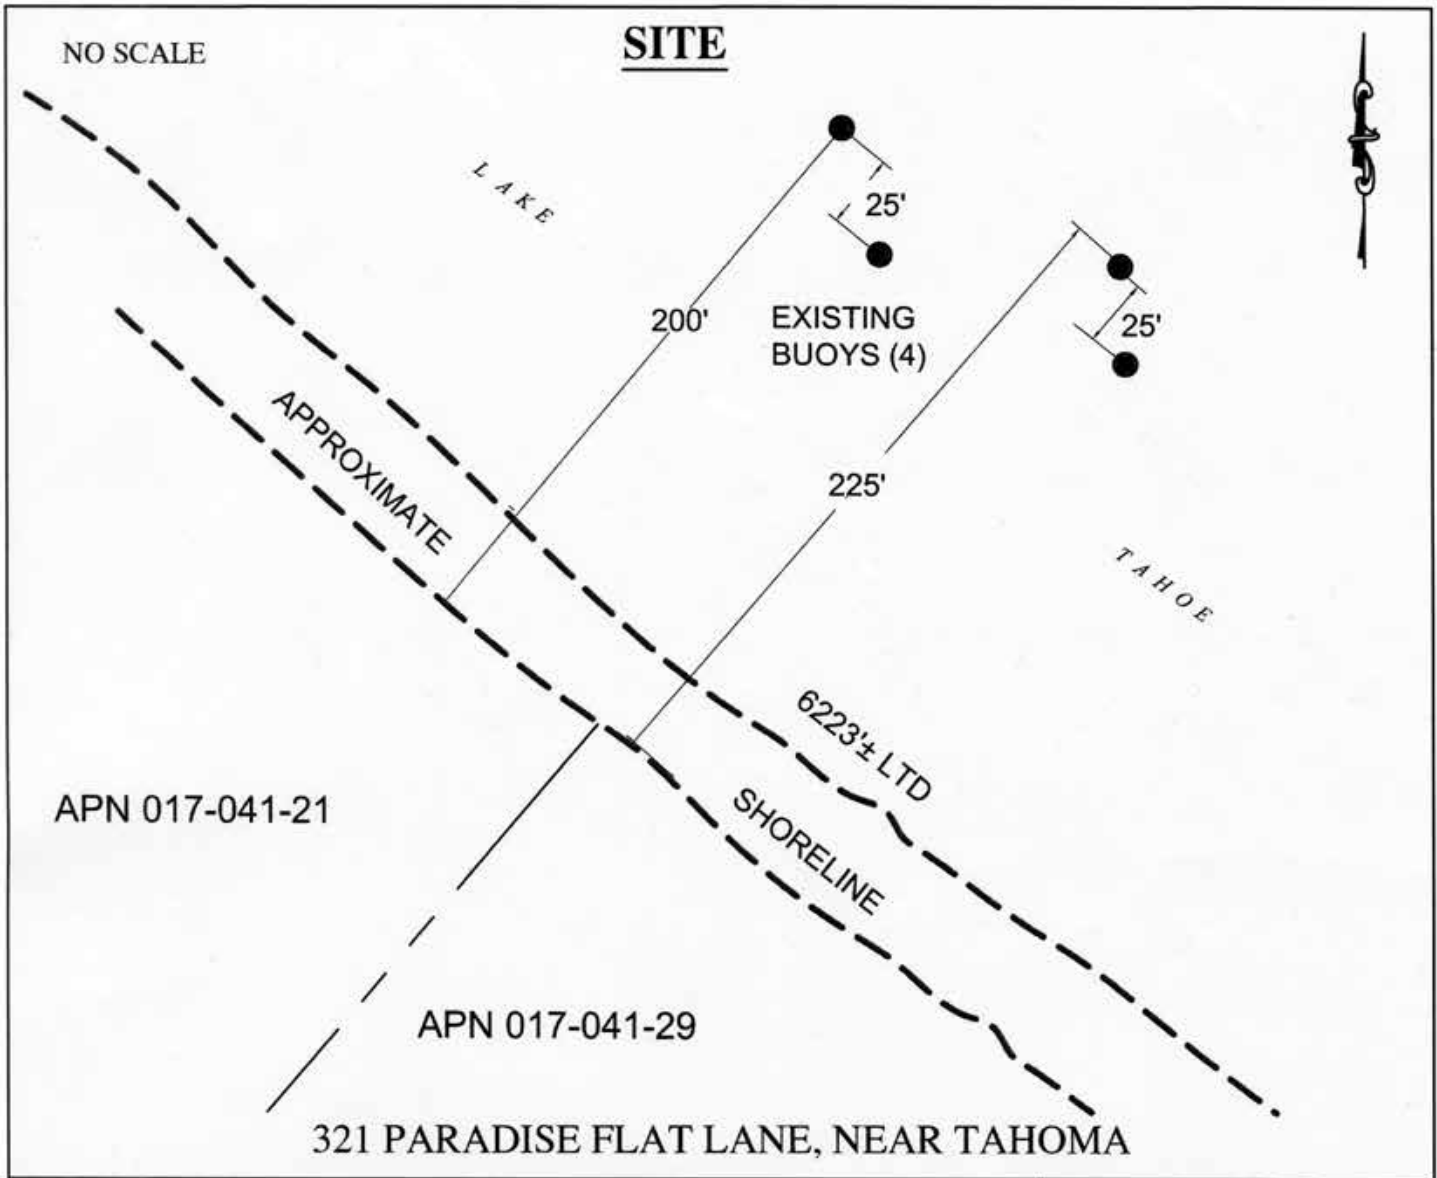 NO SCALE
SITE
LAKE
25'
200'
EXISTING
BUOYS (4)
25'
APPROXIMATE
225'
TAHOE
6223'± LTD
SHORELINE
APN 017-041-21
APN 017-041-29
321 PARADISE FLAT LANE, NEAR TAHOMA